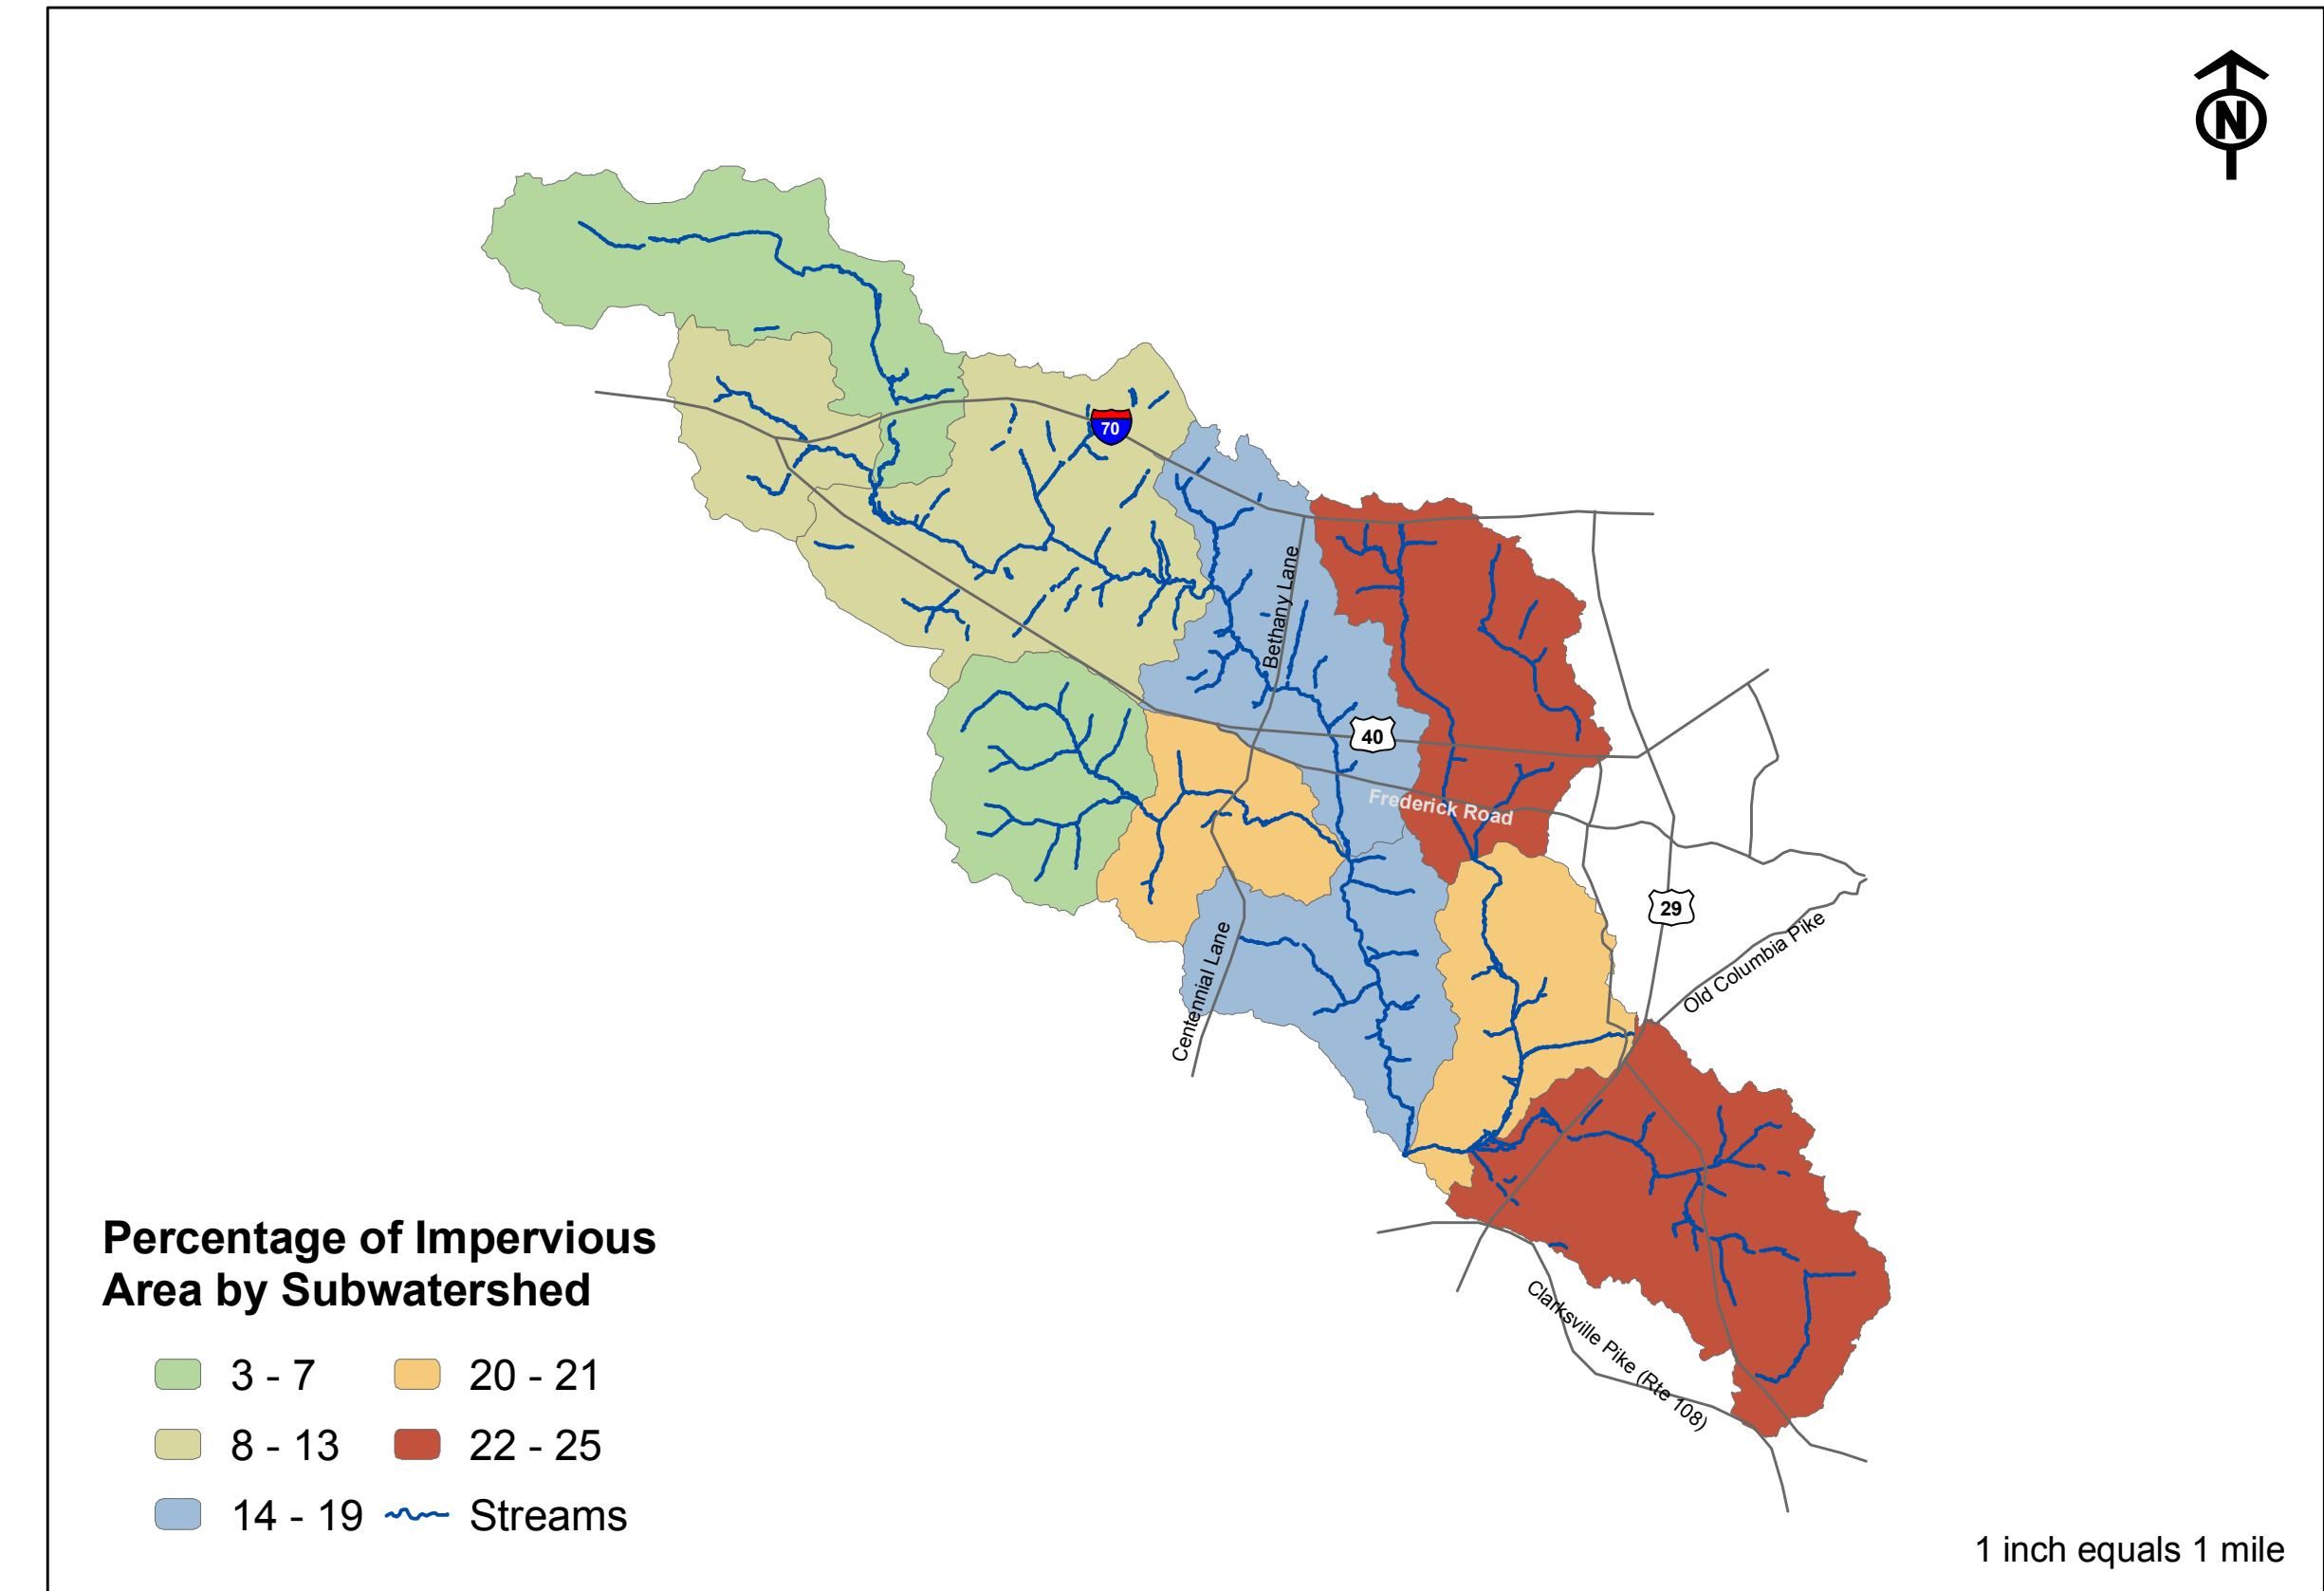 N
70
Bethany Lane
40
Frederick Road
29
Old Columbia Pike
Centennial Lane
Clarksville Pike (Rte 108)
Percentage of Impervious
Area by Subwatershed
3 - 7
20 - 21
8 - 13
22 - 25
14 - 19
Streams
1 inch equals 1 mile